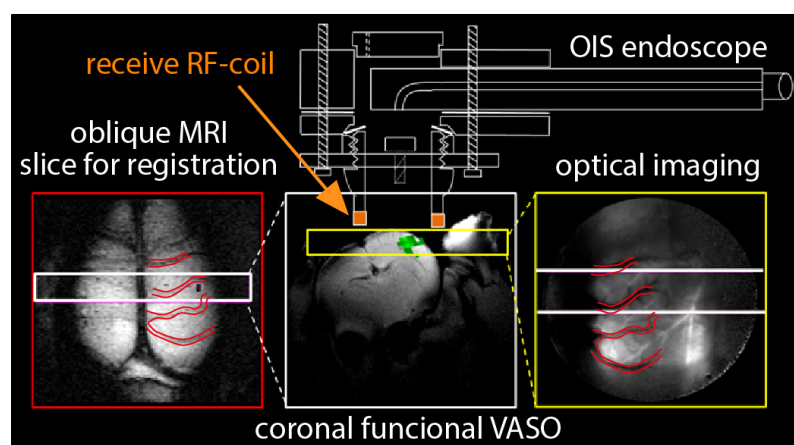 receive RF-coil
OIS endoscope
oblique MRI
slice for registration
optical imaging
coronal funcional VASO